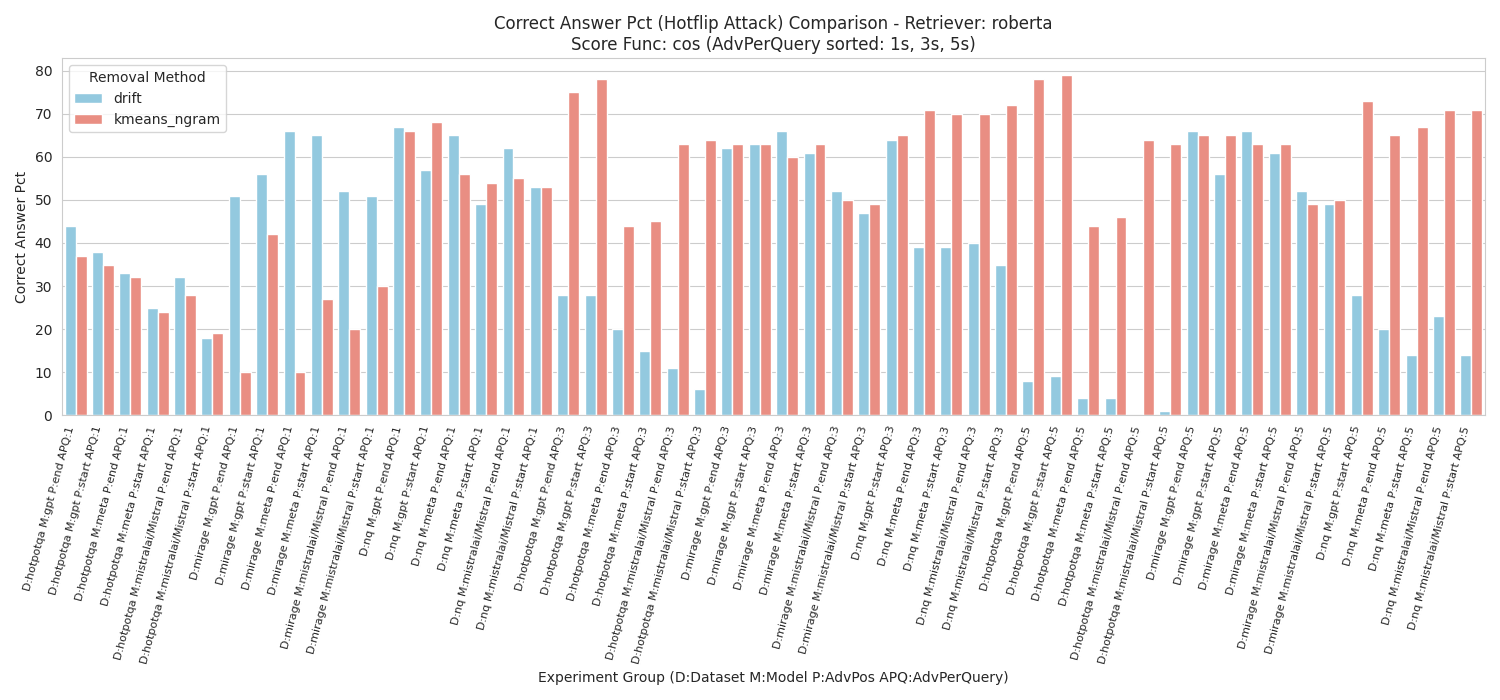 Correct Answer Pct (Hotflip Attack) Comparison - Retriever: roberta
Score Func: cos (AdvPerQuery sorted: 1s, 3s, 5s)
Removal Method
drift
kmeans_ngram
Correct Answer Pct
80
70
60
50
40
30
20
10
0
D:hotpotqa M:gpt P:end APQ:1
D:hotpotqa M:gpt P:start APQ:1
D:hotpotqa M:meta P:end APQ:1
D:hotpotqa M:meta P:start APQ:1
D:hotpotqa M:mistralai/Mistral P:end APQ:1
D:hotpotqa M:mistralai/Mistral P:start APQ:1
D:mirage M:gpt P:end APQ:1
D:mirage M:gpt P:start APQ:1
D:mirage M:meta P:end APQ:1
D:mirage M:meta P:start APQ:1
D:mirage M:mistralai/Mistral P:end APQ:1
D:mirage M:mistralai/Mistral P:start APQ:1
D:nq M:gpt P:end APQ:1
D:nq M:gpt P:start APQ:1
D:nq M:meta P:end APQ:1
D:nq M:meta P:start APQ:1
D:nq M:mistralai/Mistral P:end APQ:1
D:nq M:mistralai/Mistral P:start APQ:1
D:hotpotqa M:gpt P:end APQ:3
D:hotpotqa M:gpt P:start APQ:3
D:hotpotqa M:meta P:end APQ:3
D:hotpotqa M:meta P:start APQ:3
D:hotpotqa M:mistralai/Mistral P:end APQ:3
D:hotpotqa M:mistralai/Mistral P:start APQ:3
D:mirage M:gpt P:end APQ:3
D:mirage M:gpt P:start APQ:3
D:mirage M:meta P:end APQ:3
D:mirage M:meta P:start APQ:3
D:mirage M:mistralai/Mistral P:end APQ:3
D:mirage M:mistralai/Mistral P:start APQ:3
D:nq M:gpt P:start APQ:3
D:nq M:meta P:end APQ:3
D:nq M:meta P:start APQ:3
D:nq M:mistralai/Mistral P:end APQ:3
D:nq M:mistralai/Mistral P:start APQ:3
D:hotpotqa M:gpt P:end APQ:5
D:hotpotqa M:gpt P:start APQ:5
D:hotpotqa M:meta P:end APQ:5
D:hotpotqa M:meta P:start APQ:5
D:hotpotqa M:mistralai/Mistral P:end APQ:5
D:hotpotqa M:mistralai/Mistral P:start APQ:5
D:mirage M:gpt P:end APQ:5
D:mirage M:gpt P:start APQ:5
D:mirage M:meta P:end APQ:5
D:mirage M:meta P:start APQ:5
D:mirage M:mistralai/Mistral P:end APQ:5
D:mirage M:mistralai/Mistral P:start APQ:5
D:nq M:gpt P:start APQ:5
D:nq M:meta P:end APQ:5
D:nq M:meta P:start APQ:5
D:nq M:mistralai/Mistral P:end APQ:5
D:nq M:mistralai/Mistral P:start APQ:5
Experiment Group (D:Dataset M:Model P:AdvPos APQ:AdvPerQuery)